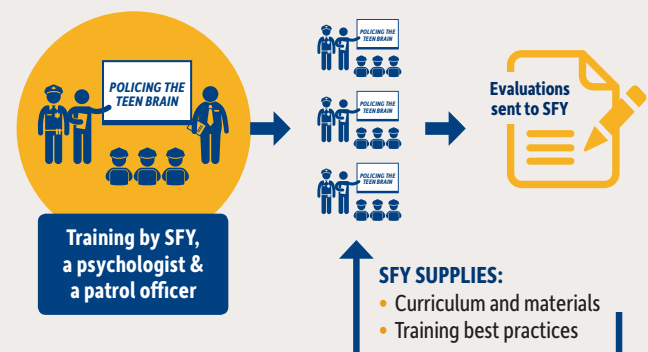 POLICING THE
TEEN BRAIN
Training by SFY,
a psychologist &
a patrol officer
POLICING THE
TEEN BRAIN
POLICING THE
TEEN BRAIN
POLICING THE
TEEN BRAIN
Evaluations
sent to SFY
SFY SUPPLIES:
• Curriculum and materials
• Training best practices